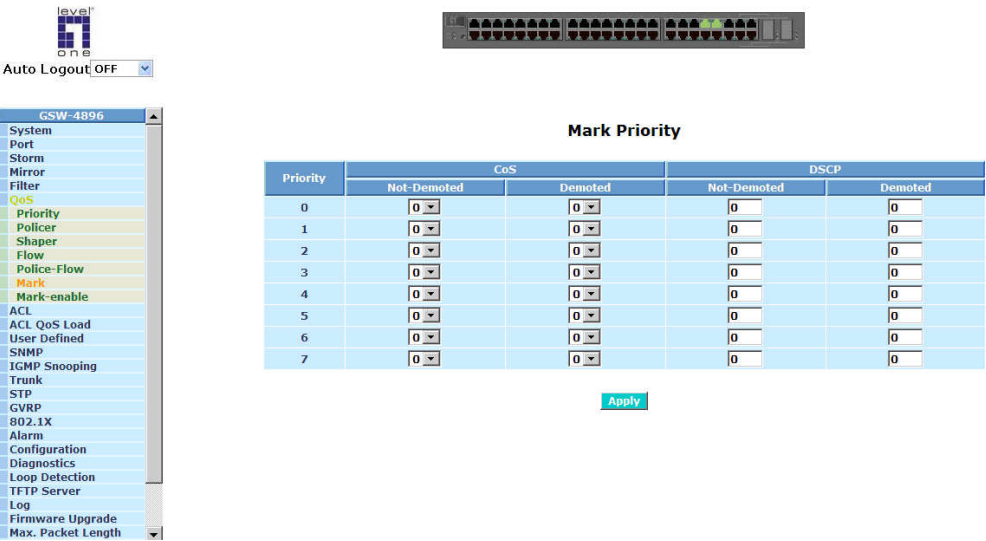 level
one
Auto Logout OFF
GSW-4896
System
Port
Storm
Mirror
Filter
QoS
Priority
Policer
Shaper
Flow
Police-Flow
Mark
Mark-enable
ACL
ACL QoS Load
User Defined
SNMP
IGMP Snooping
Trunk
STP
GVRP
802.1X
Alarm
Configuration
Diagnostics
Loop Detection
TFTP Server
Log
Firmware Upgrade
Max. Packet Length
Mark Priority
Priority CoS DSCP
Not-Demoted Demoted Not-Demoted Demoted
0 0 0 0 0
1 0 0 0 0
2 0 0 0 0
3 0 0 0 0
4 0 0 0 0
5 0 0 0 0
6 0 0 0 0
7 0 0 0 0
Apply